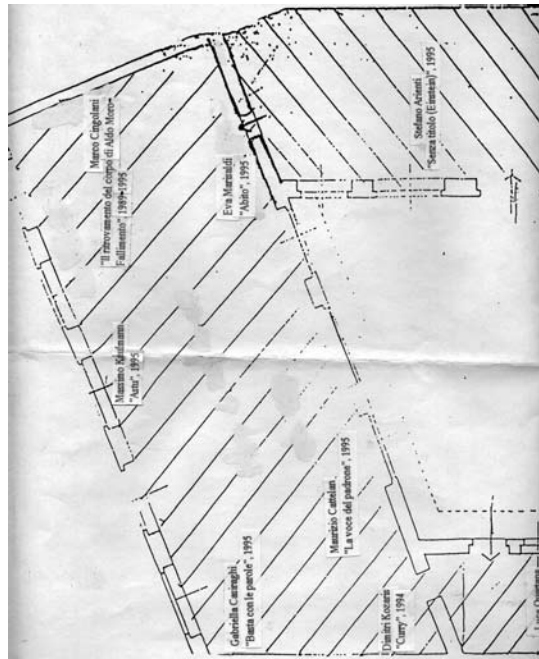 Marco Cingolani
"Il ritrovamento del corpo di Aldo Moro-
Fallimento", 1989-1995
Eva Marisaldi
"Abito", 1995
Stefano Arienti
"Senza titolo (Einstein)", 1995
Massimo Kaufmann
1995
Gabriella Casiraghi
"Basta con le parole", 1995
Maurizio Cattelan
"La voce del padrone", 1995
Dimitri Kozaris
"Curry", 1994